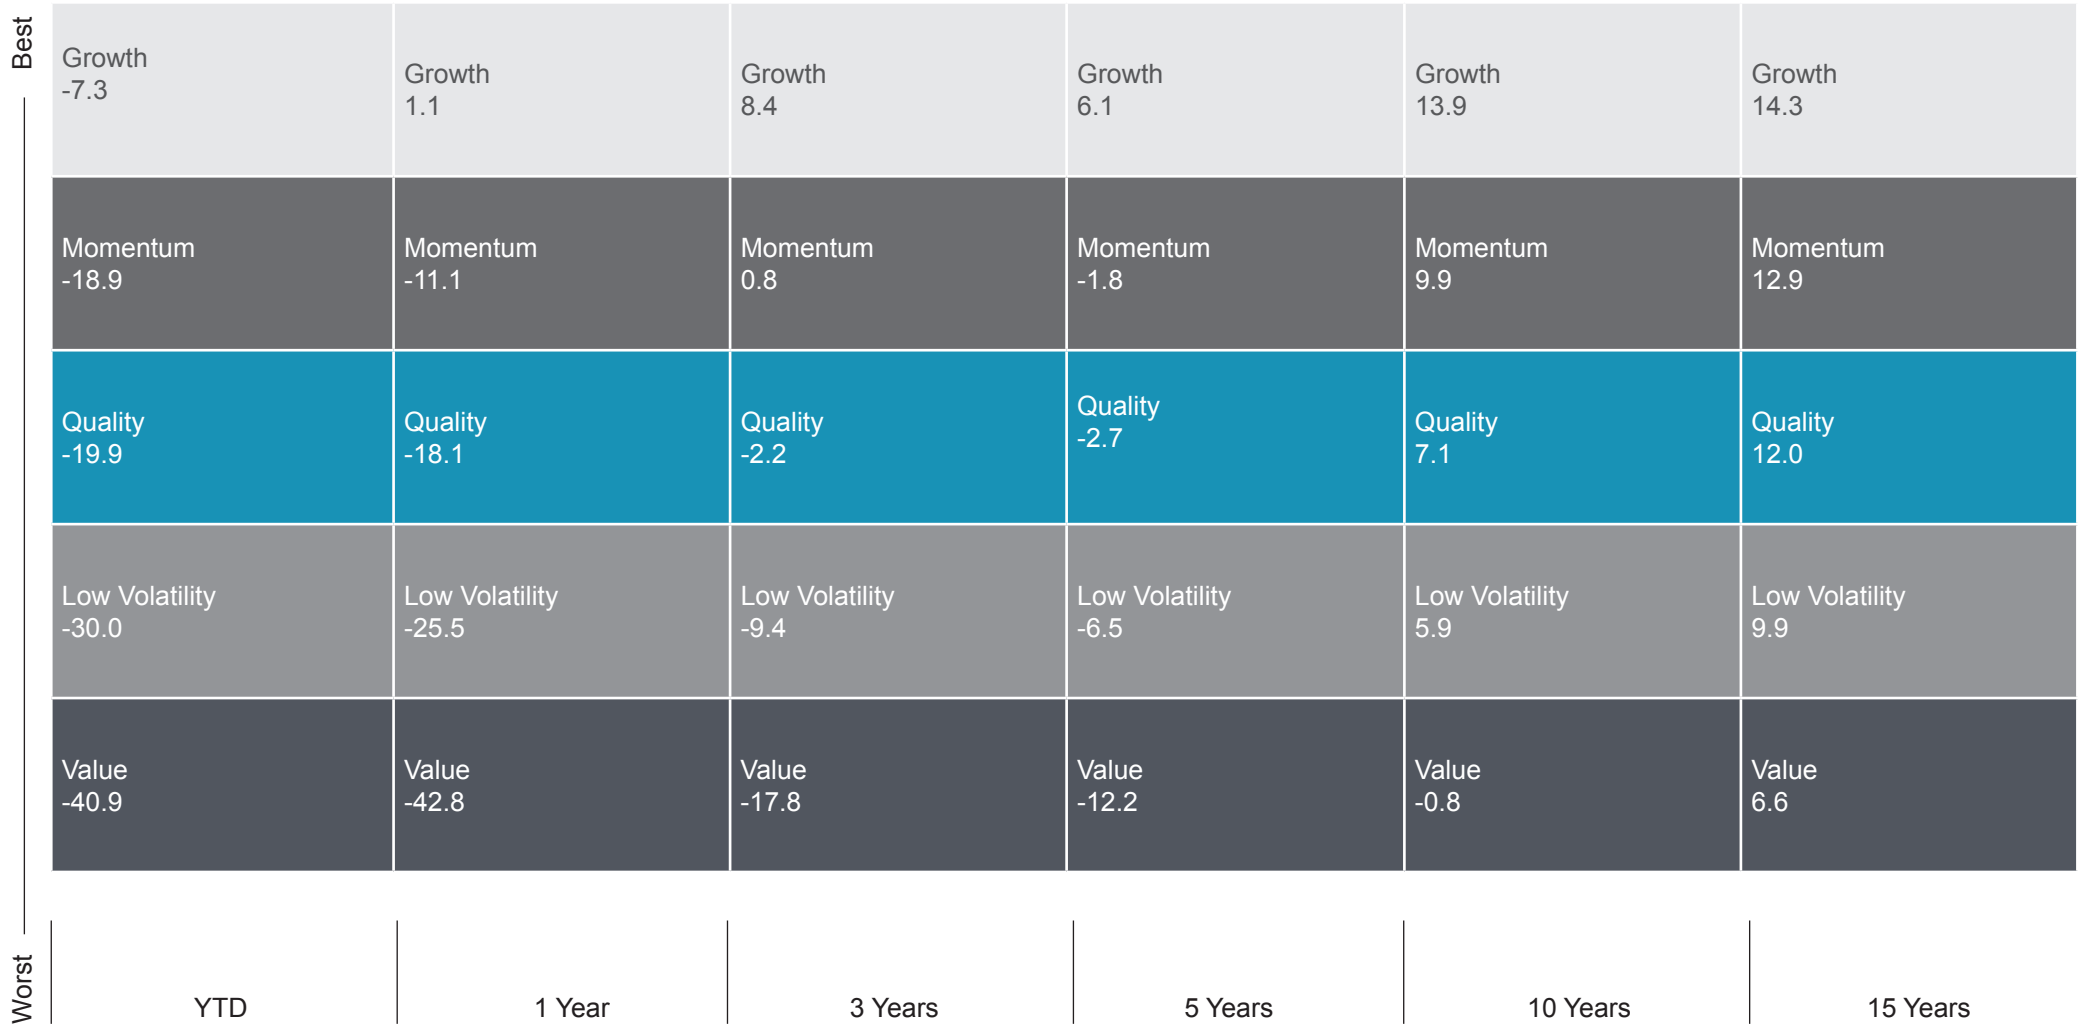 Best
Growth
-7.3
Growth
1.1
Growth
8.4
Growth
6.1
Growth
13.9
Growth
14.3
Momentum
-18.9
Momentum
-11.1
Momentum
0.8
Momentum
-1.8
Momentum
9.9
Momentum
12.9
Quality
-19.9
Quality
-18.1
Quality
-2.2
Quality
-2.7
Quality
7.1
Quality
12.0
Low Volatility
-30.0
Low Volatility
-25.5
Low Volatility
-9.4
Low Volatility
-6.5
Low Volatility
5.9
Low Volatility
9.9
Value
-40.9
Value
-42.8
Value
-17.8
Value
-12.2
Value
-0.8
Value
6.6
Worst
YTD
1 Year
3 Years
5 Years
10 Years
15 Years